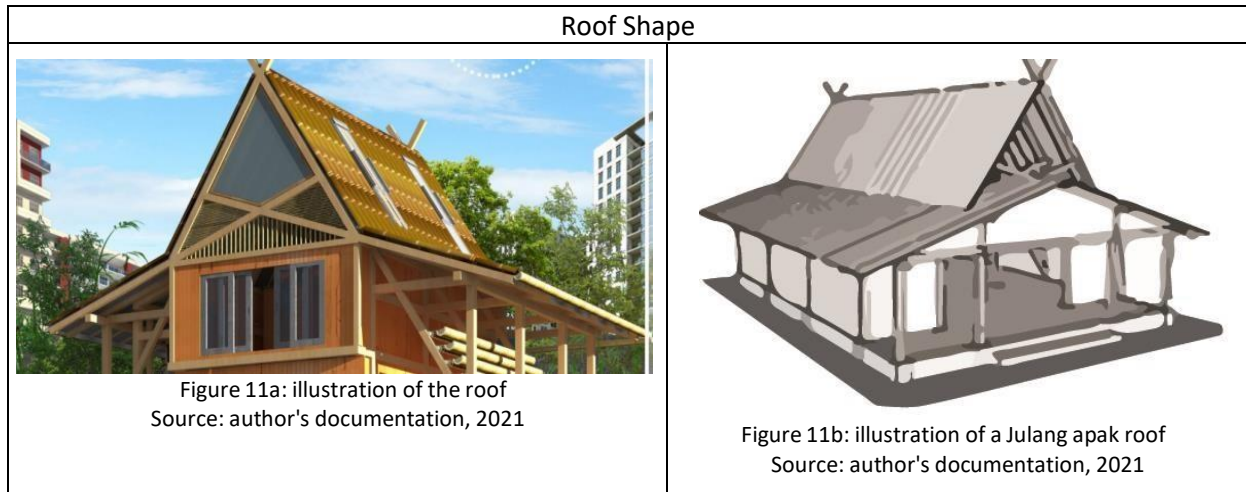 Roof Shape
Figure 11a: illustration of the roof
Source: author's documentation, 2021
Figure 11b: illustration of a Julang apak roof
Source: author's documentation, 2021